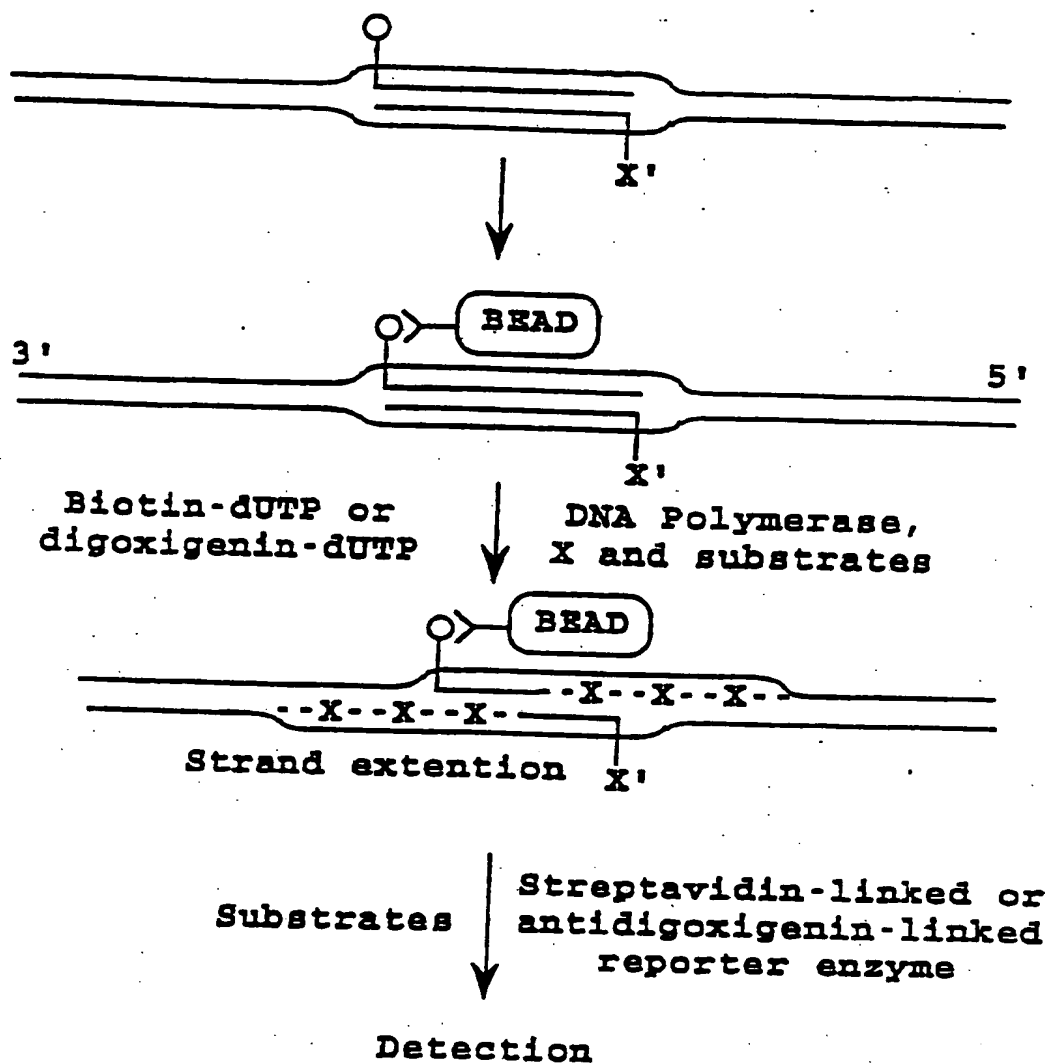 X'
BEAD
3'
5'
X'
Biotin-dUTP or
digoxigenin-dUTP
DNA Polymerase,
X and substrates
BEAD
--X--X--X--
--X--X--X-
Strand extention
X'
Substrates
Streptavidin-linked or
antidigoxigenin-linked
reporter enzyme
Detection